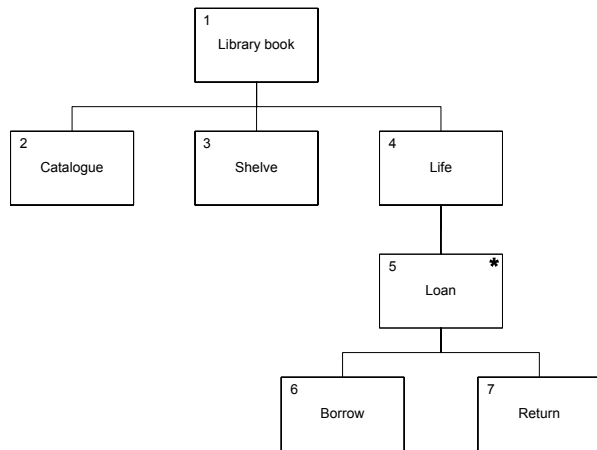 1
Library book
2
Catalogue
3
Shelve
4
Life
5
*
Loan
6
Borrow
7
Return